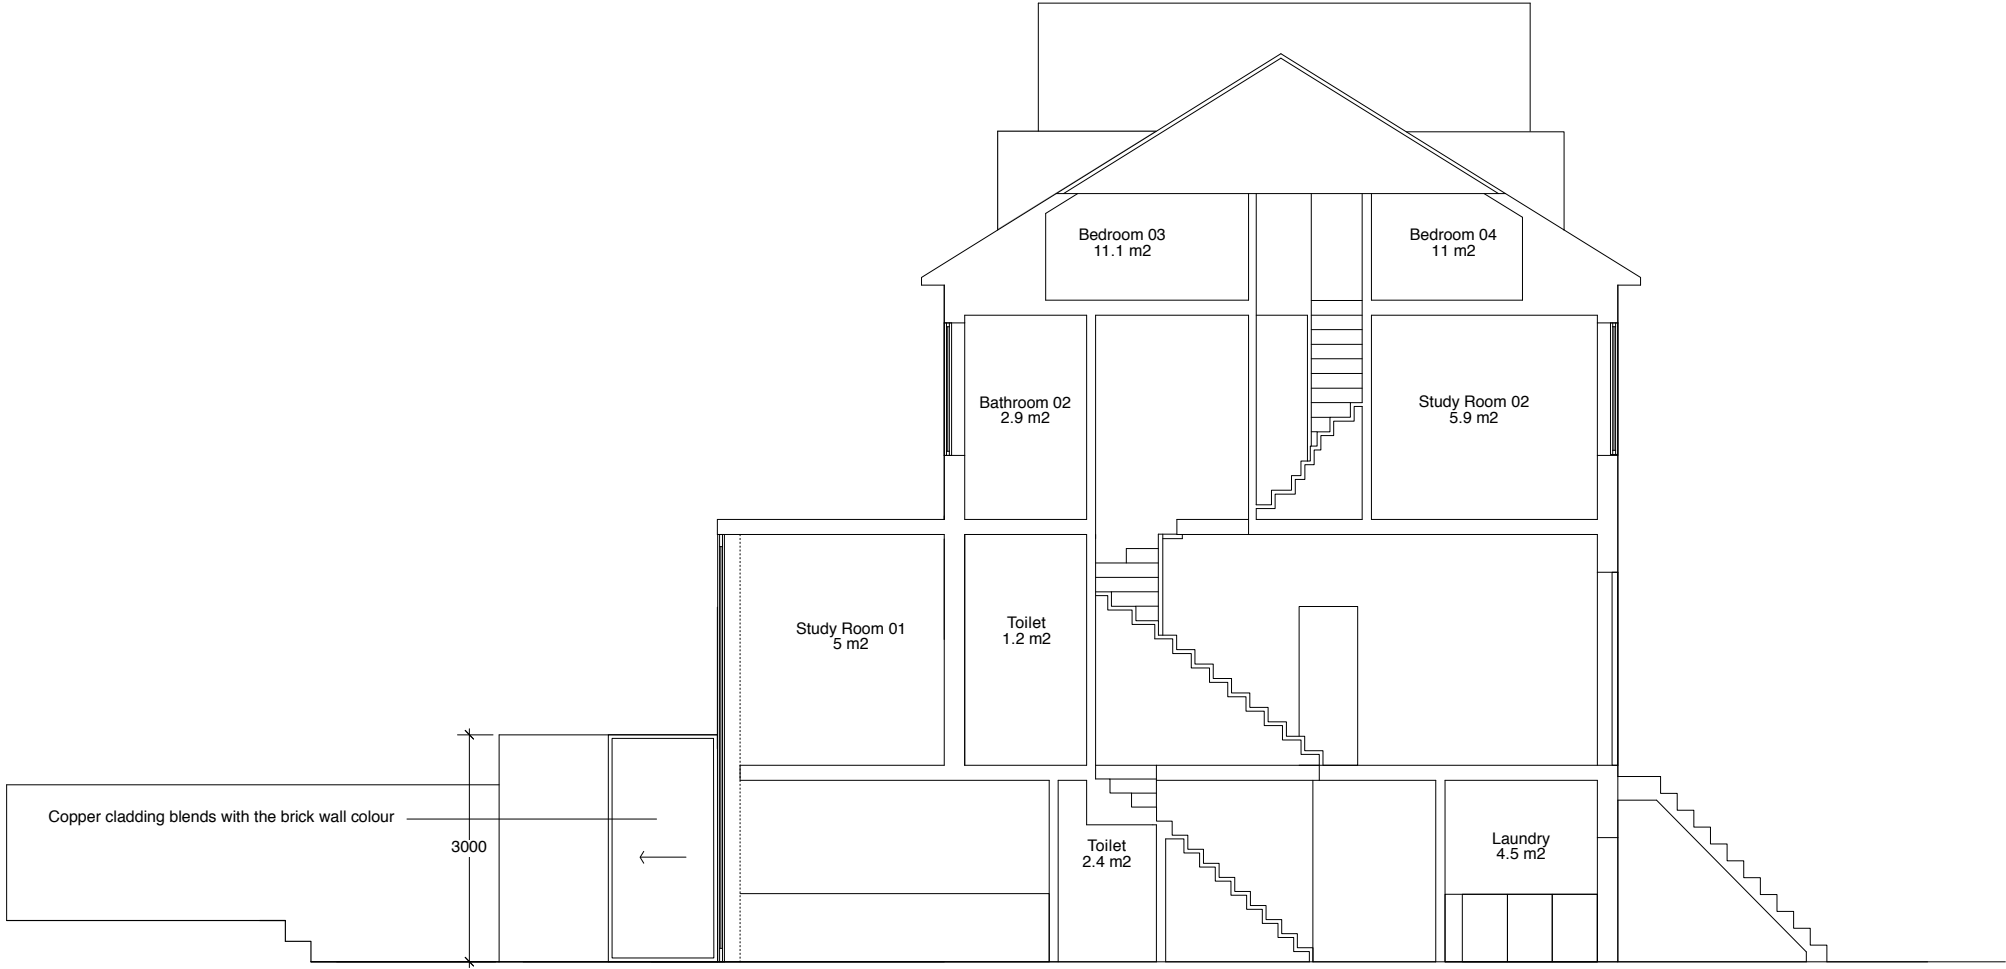 Bedroom 03
11.1 m2
Bedroom 04
11 m2
Bathroom 02
2.9 m2
Study Room 02
5.9 m2
Study Room 01
5 m2
Toilet
1.2 m2
Copper cladding blends with the brick wall colour
3000
Toilet
2.4 m2
Laundry
4.5 m2